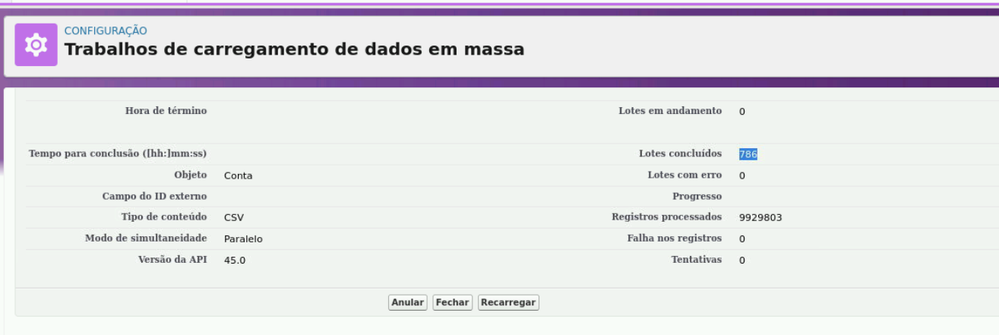 CONFIGURAÇÃO
Trabalhos de carregamento de dados em massa
Hora de término Lotes em andamento 0
Tempo para conclusão ([hh:]mm:ss) Lotes concluídos 786
Objeto Conta Lotes com erro 0
Campo do ID externo Progresso
Tipo de conteúdo CSV Registros processados 9929803
Modo de simultaneidade Paralelo Falha nos registros 0
Versão da API 45.0 Tentativas 0
Anular Fechar Recarregar